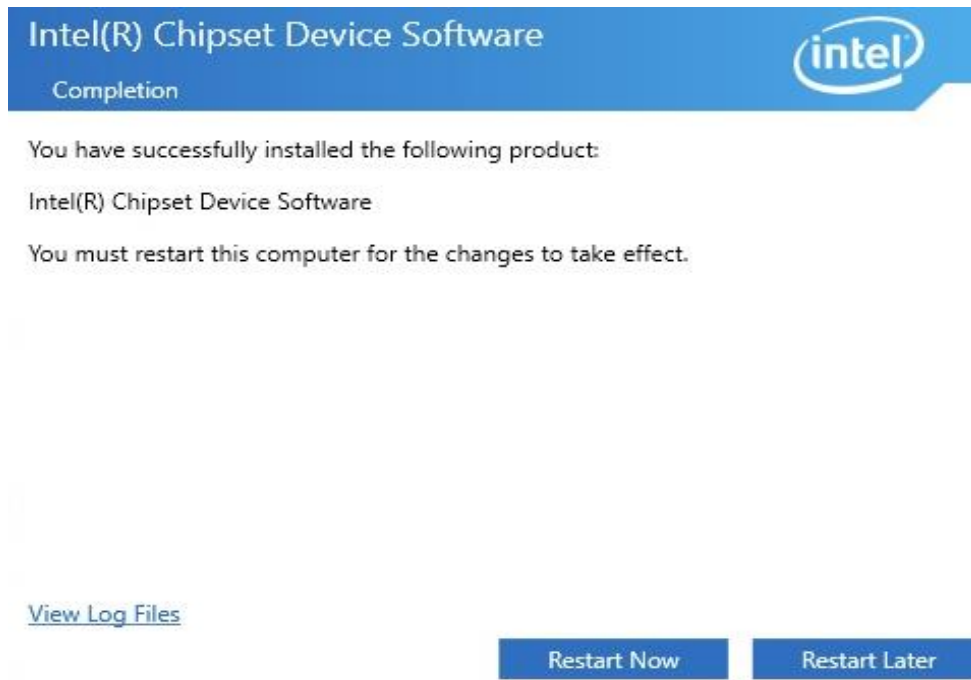 Intel(R) Chipset Device Software
intel
Completion
You have successfully installed the following product:
Intel(R) Chipset Device Software
You must restart this computer for the changes to take effect.
View Log Files
Restart Now
Restart Later